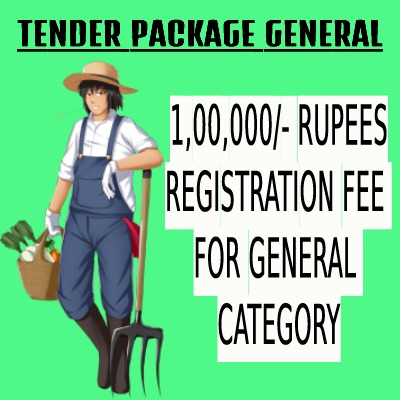 TENDER PACKAGE GENERAL
1,00,000/- RUPEES
REGISTRATION FEE
FOR GENERAL
CATEGORY